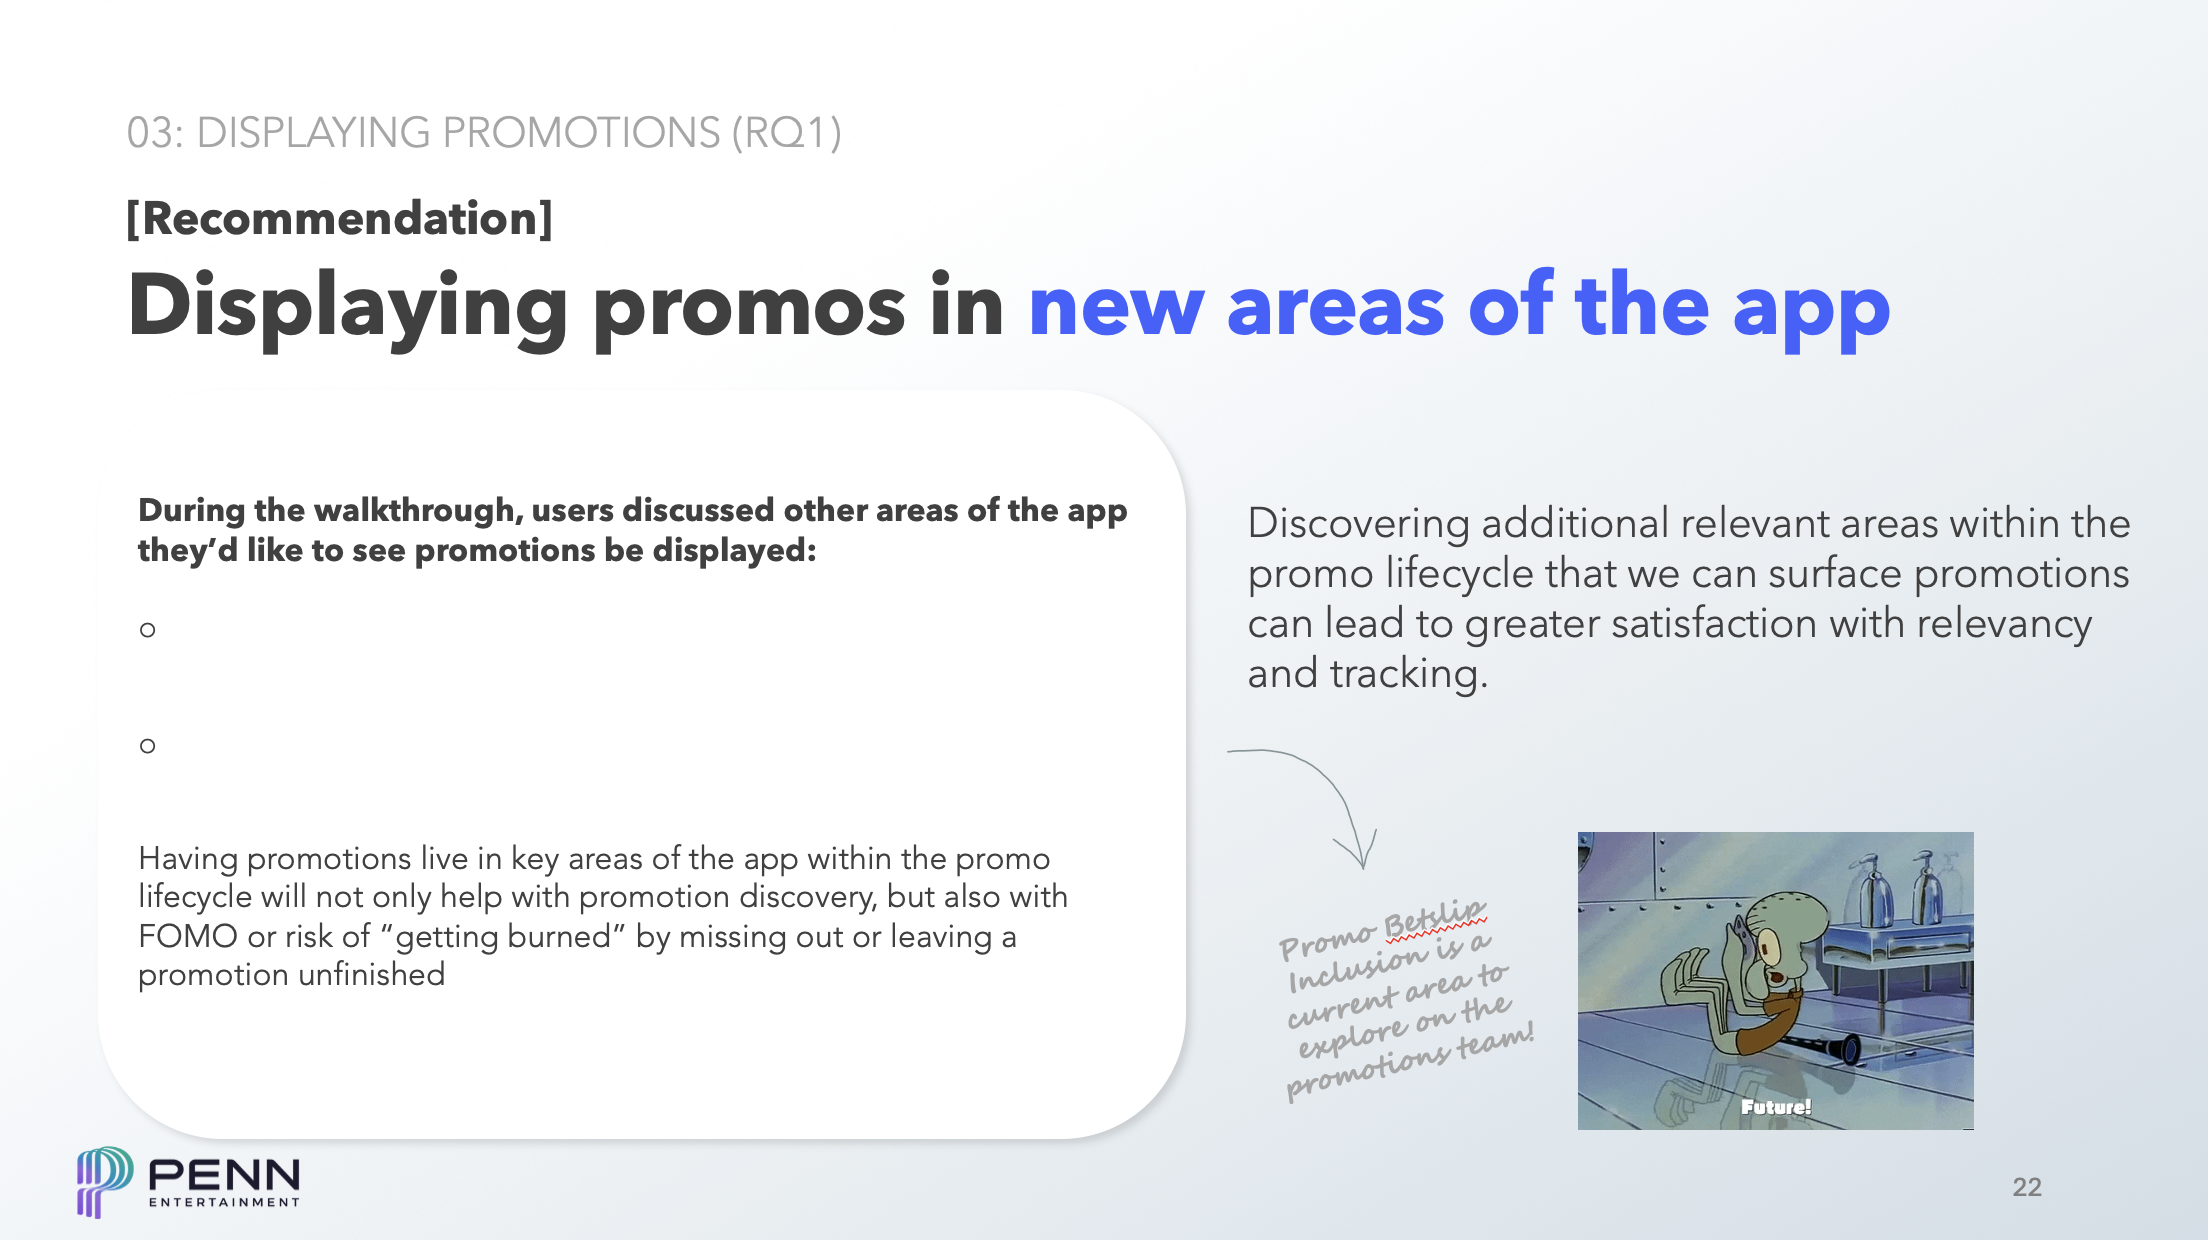 03: DISPLAYING PROMOTIONS (RQ1)
[Recommendation]
Displaying promos in new areas of the app
During the walkthrough, users discussed other areas of the app
they’d like to see promotions be displayed:
Having promotions live in key areas of the app within the promo
lifecycle will not only help with promotion discovery, but also with
FOMO or risk of “getting burned” by missing out or leaving a
promotion unfinished
Discovering additional relevant areas within the
promo lifecycle that we can surface promotions
can lead to greater satisfaction with relevancy
and tracking.
Promo Betslip
Inclusion is a
current area to
explore on the
promotions team!
Future!
PENN
ENTERTAINMENT
22